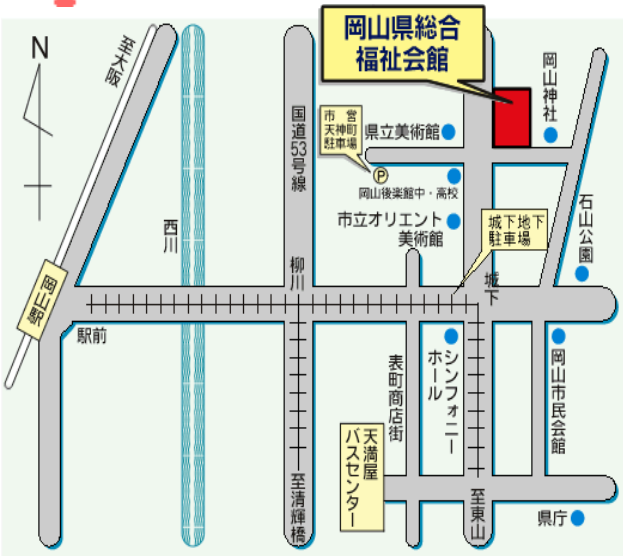 岡山県総合
福祉会館
N
至大阪
岡山神社
国道53号線
市営
天神町
駐車場
県立美術館
P
岡山後楽館中・高校
石山公園
西川
市立オリエント
美術館
城下地下
駐車場
岡山駅
柳川
城下
駅前
表町商店街
シンフォニー
ホール
岡山市民会館
天満屋
バスセンター
至清輝橋
至東山
県庁